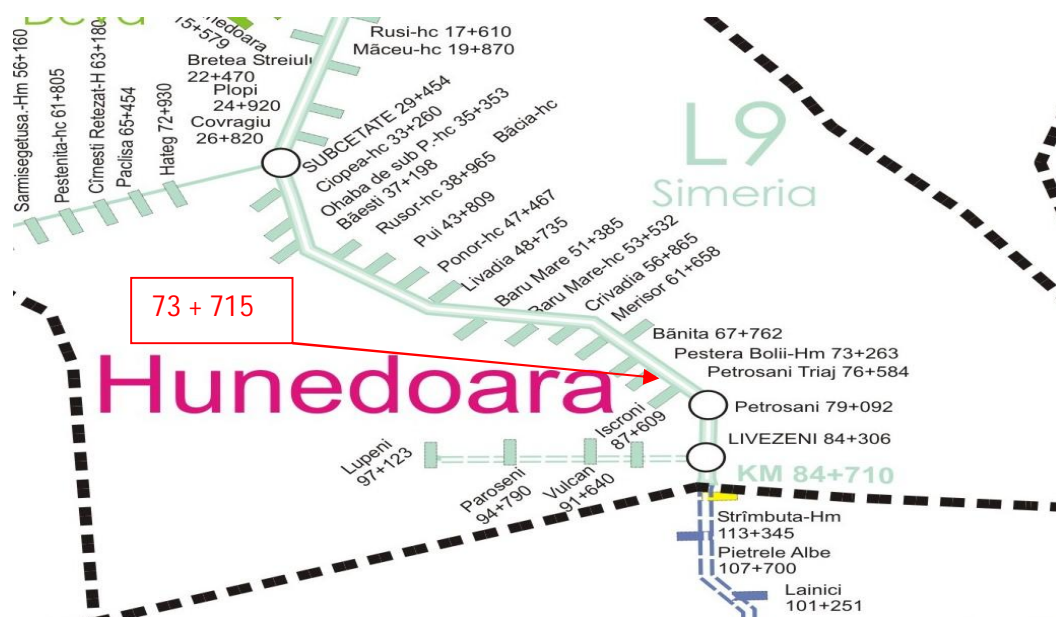 Deva
Hunedoara
15+579
Rusi-hc 17+610
Măceu-hc 19+870
Bretea Streiulu
22+470
Plopi
24+920
Covragiu
26+820
Sarmisegetusa.-Hm 56+160
Pestenita-hc 61+805
Cîrnesti Retezat-H 63+180
Paclisa 65+454
Hateg 72+930
SUBCETATE 29+454
Ciopea-hc 33+260
Ohaba de sub P.-hc 35+353
Băesti 37+198
Rusor-hc 38+965
Băcia-hc
Pui 43+809
Ponor-hc 47+467
Livadia 48+735
Baru Mare 51+385
Baru Mare-hc 53+532
Crivadia 56+865
Merisor 61+658
L9
Simeria
73 + 715
Bănita 67+762
Pestera Bolii-Hm 73+263
Petrosani Triaj 76+584
Hunedoara
Petrosani 79+092
Iscroni
87+609
LIVEZENI 84+306
Lupeni
97+123
Paroseni
94+790
Vulcan
91+640
KM 84+710
Strîmbuta-Hm
113+345
Pietrele Albe
107+700
Lainici
101+251